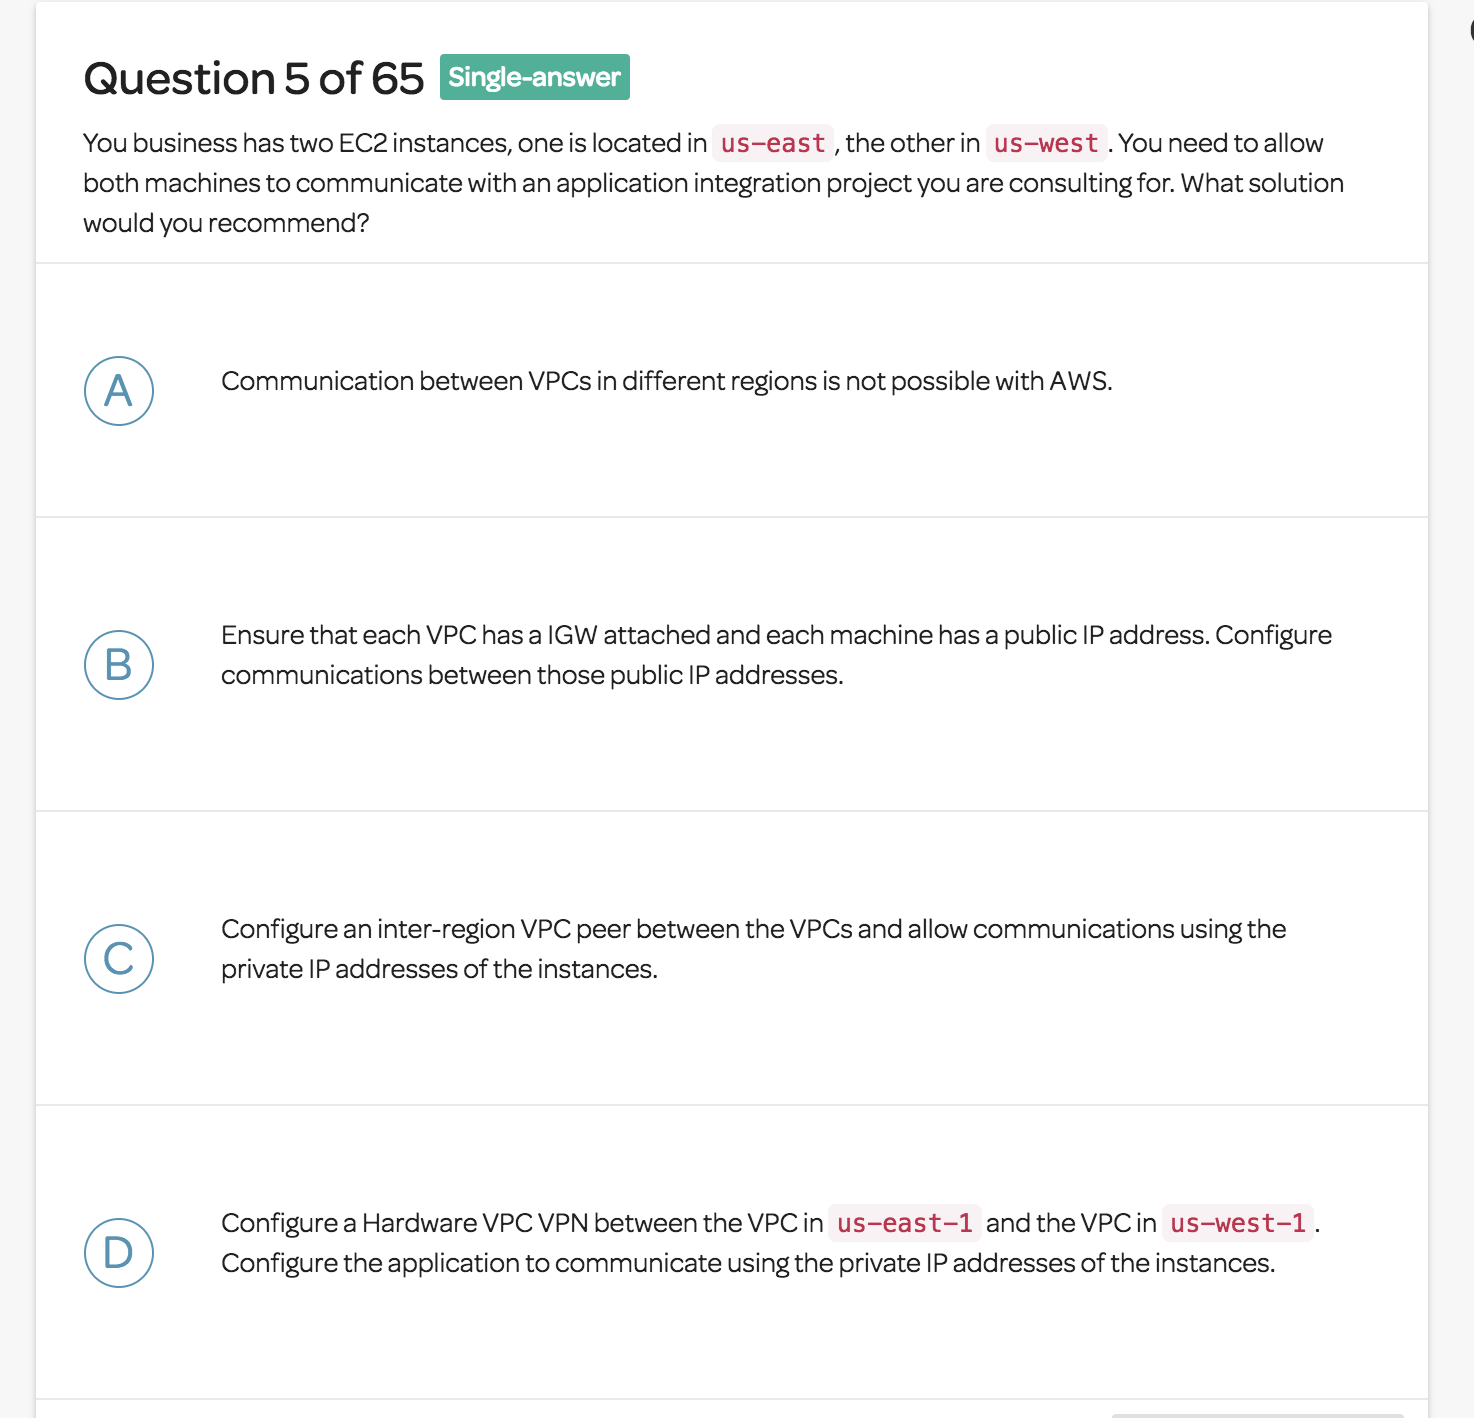 Question 5 of 65 Single-answer
You business has two EC2 instances, one is located in us-east, the other in us-west. You need to allow
both machines to communicate with an application integration project you are consulting for. What solution
would you recommend?
A
Communication between VPCs in different regions is not possible with AWS.
B
Ensure that each VPC has a IGW attached and each machine has a public IP address. Configure
communications between those public IP addresses.
C
Configure an inter-region VPC peer between the VPCs and allow communications using the
private IP addresses of the instances.
D
Configure a Hardware VPC VPN between the VPC in us-east-1 and the VPC in us-west-1.
Configure the application to communicate using the private IP addresses of the instances.